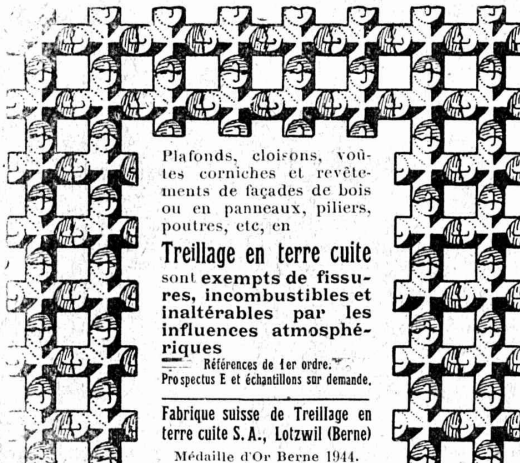 Plafonds, cloisons, voû-
tes corniches et revête-
ments de façades de bois
ou en panneaux, piliers,
poutres, etc, en
Treillage en terre cuite
sont exempts de fissu-
res, incombustibles et
inaltérables par les
influences atmosphé-
riques
Références de 1er ordre.
Prospectus E et échantillons sur demande.
Fabrique suisse de Treillage en
terre cuite S. A., Lotzwil (Berne)
Médaille d'Or Berne 1944.